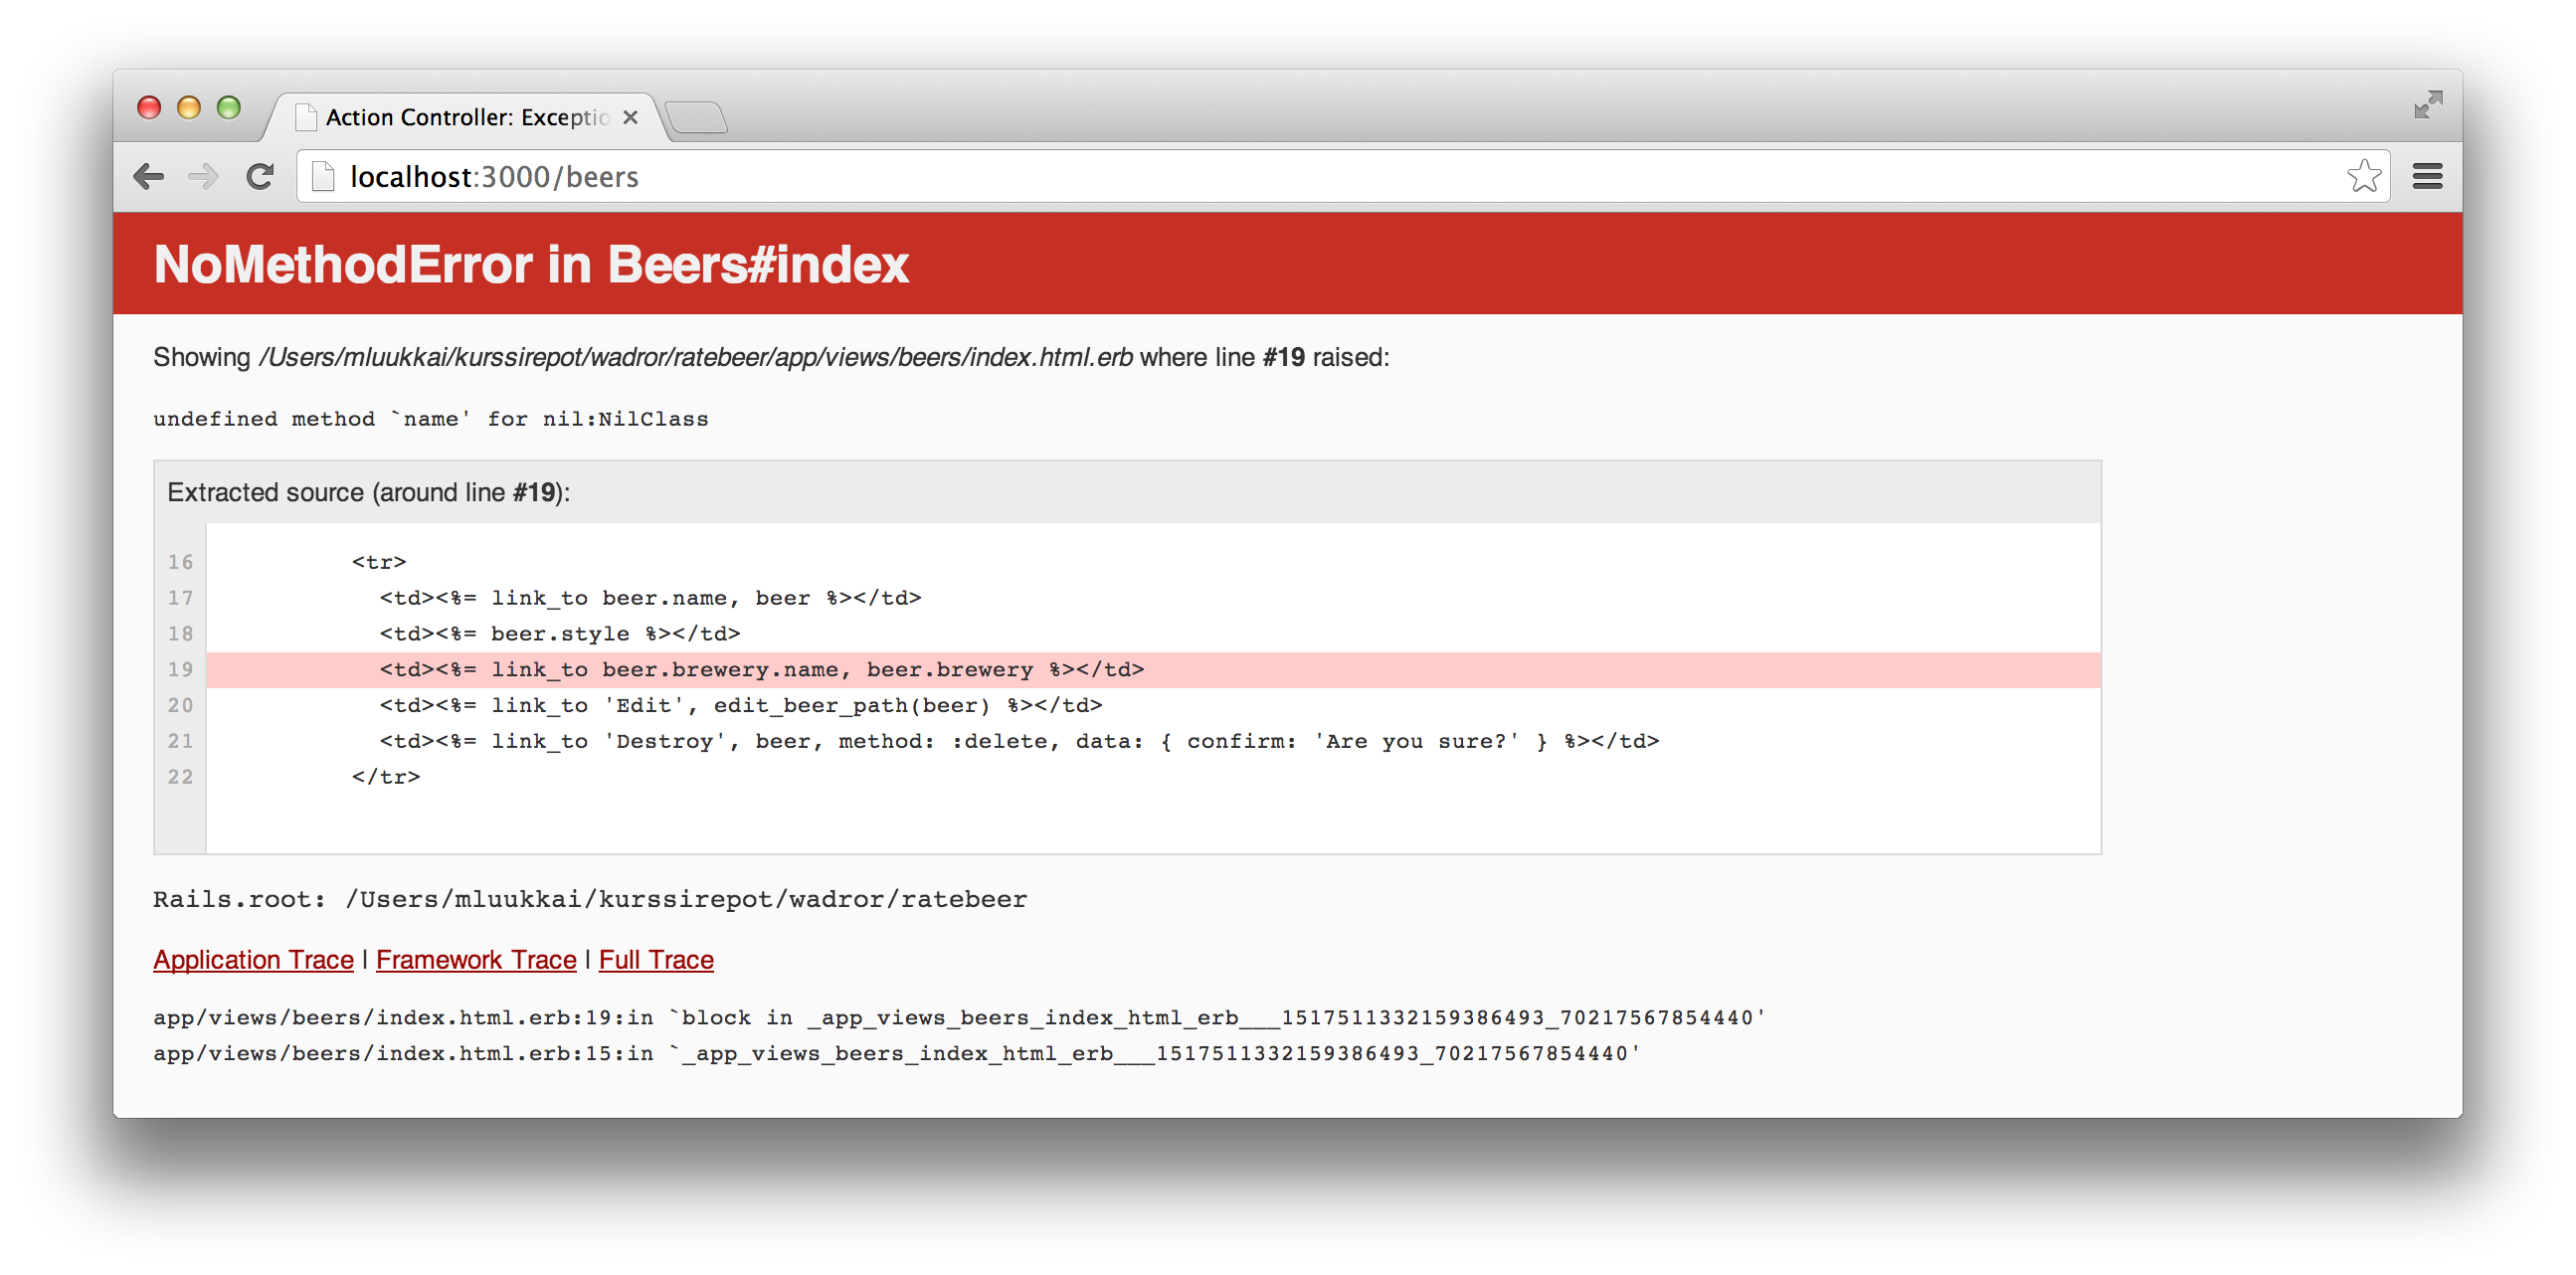 Action Controller: Exceptio
localhost:3000/beers
NoMethodError in Beers#index
Showing /Users/mluukkai/kurssirepot/wadror/ratebeer/app/views/beers/index.html.erb where line #19 raised:
undefined method `name' for nil:NilClass
Extracted source (around line #19):
16 <tr>
17 <td><%= link_to beer.name, beer %></td>
18 <td><%= beer.style %></td>
19 <td><%= link_to beer.brewery.name, beer.brewery %></td>
20 <td><%= link_to 'Edit', edit_beer_path(beer) %></td>
21 <td><%= link_to 'Destroy', beer, method: :delete, data: { confirm: 'Are you sure?' } %></td>
22 </tr>
Rails.root: /Users/mluukkai/kurssirepot/wadror/ratebeer
Application Trace | Framework Trace | Full Trace
app/views/beers/index.html.erb:19:in `block in _app_views_beers_index_html_erb___1517511332159386493_70217567854440'
app/views/beers/index.html.erb:15:in `_app_views_beers_index_html_erb___1517511332159386493_70217567854440'